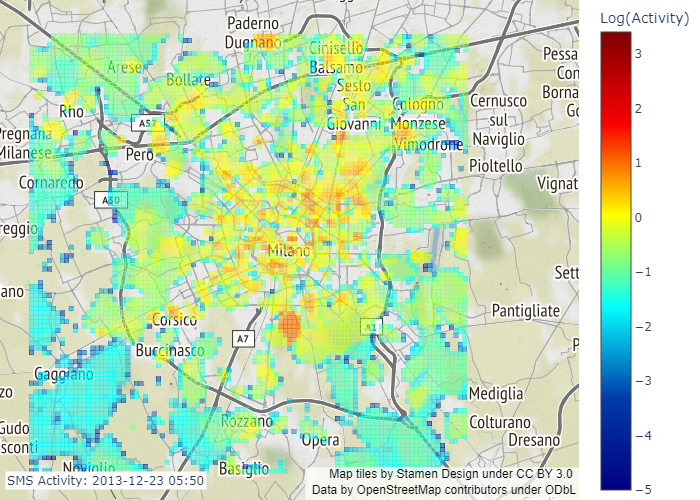 Log(Activity)
3
2
1
0
−1
−2
−3
−4
−5
Paderno
Dugnano
Cinisello
Balsamo
Arese
Bollate
Sesto
San
Giovanni
Cologno
Monzese
Cernusco
sul
Naviglio
Pessa
Con
Borna
Go
Rho
A52
Vimodrone
Pregnana
Milanese
Pero
Pioltello
Cornaredo
Vignat
A50
reggio
Milano
Sett
ano
Pantigliate
Corsico
A7
A1
Buccinasco
P
Gaggiano
zo
Mediglia
Gudo
sconti
Rozzano
Colturano
Opera
Dresano
Noviglio
Basiglio
SMS Activity: 2013-12-23 05:50
Map tiles by Stamen Design under CC BY 3.0
Data by OpenStreetMap contributors under ODbL